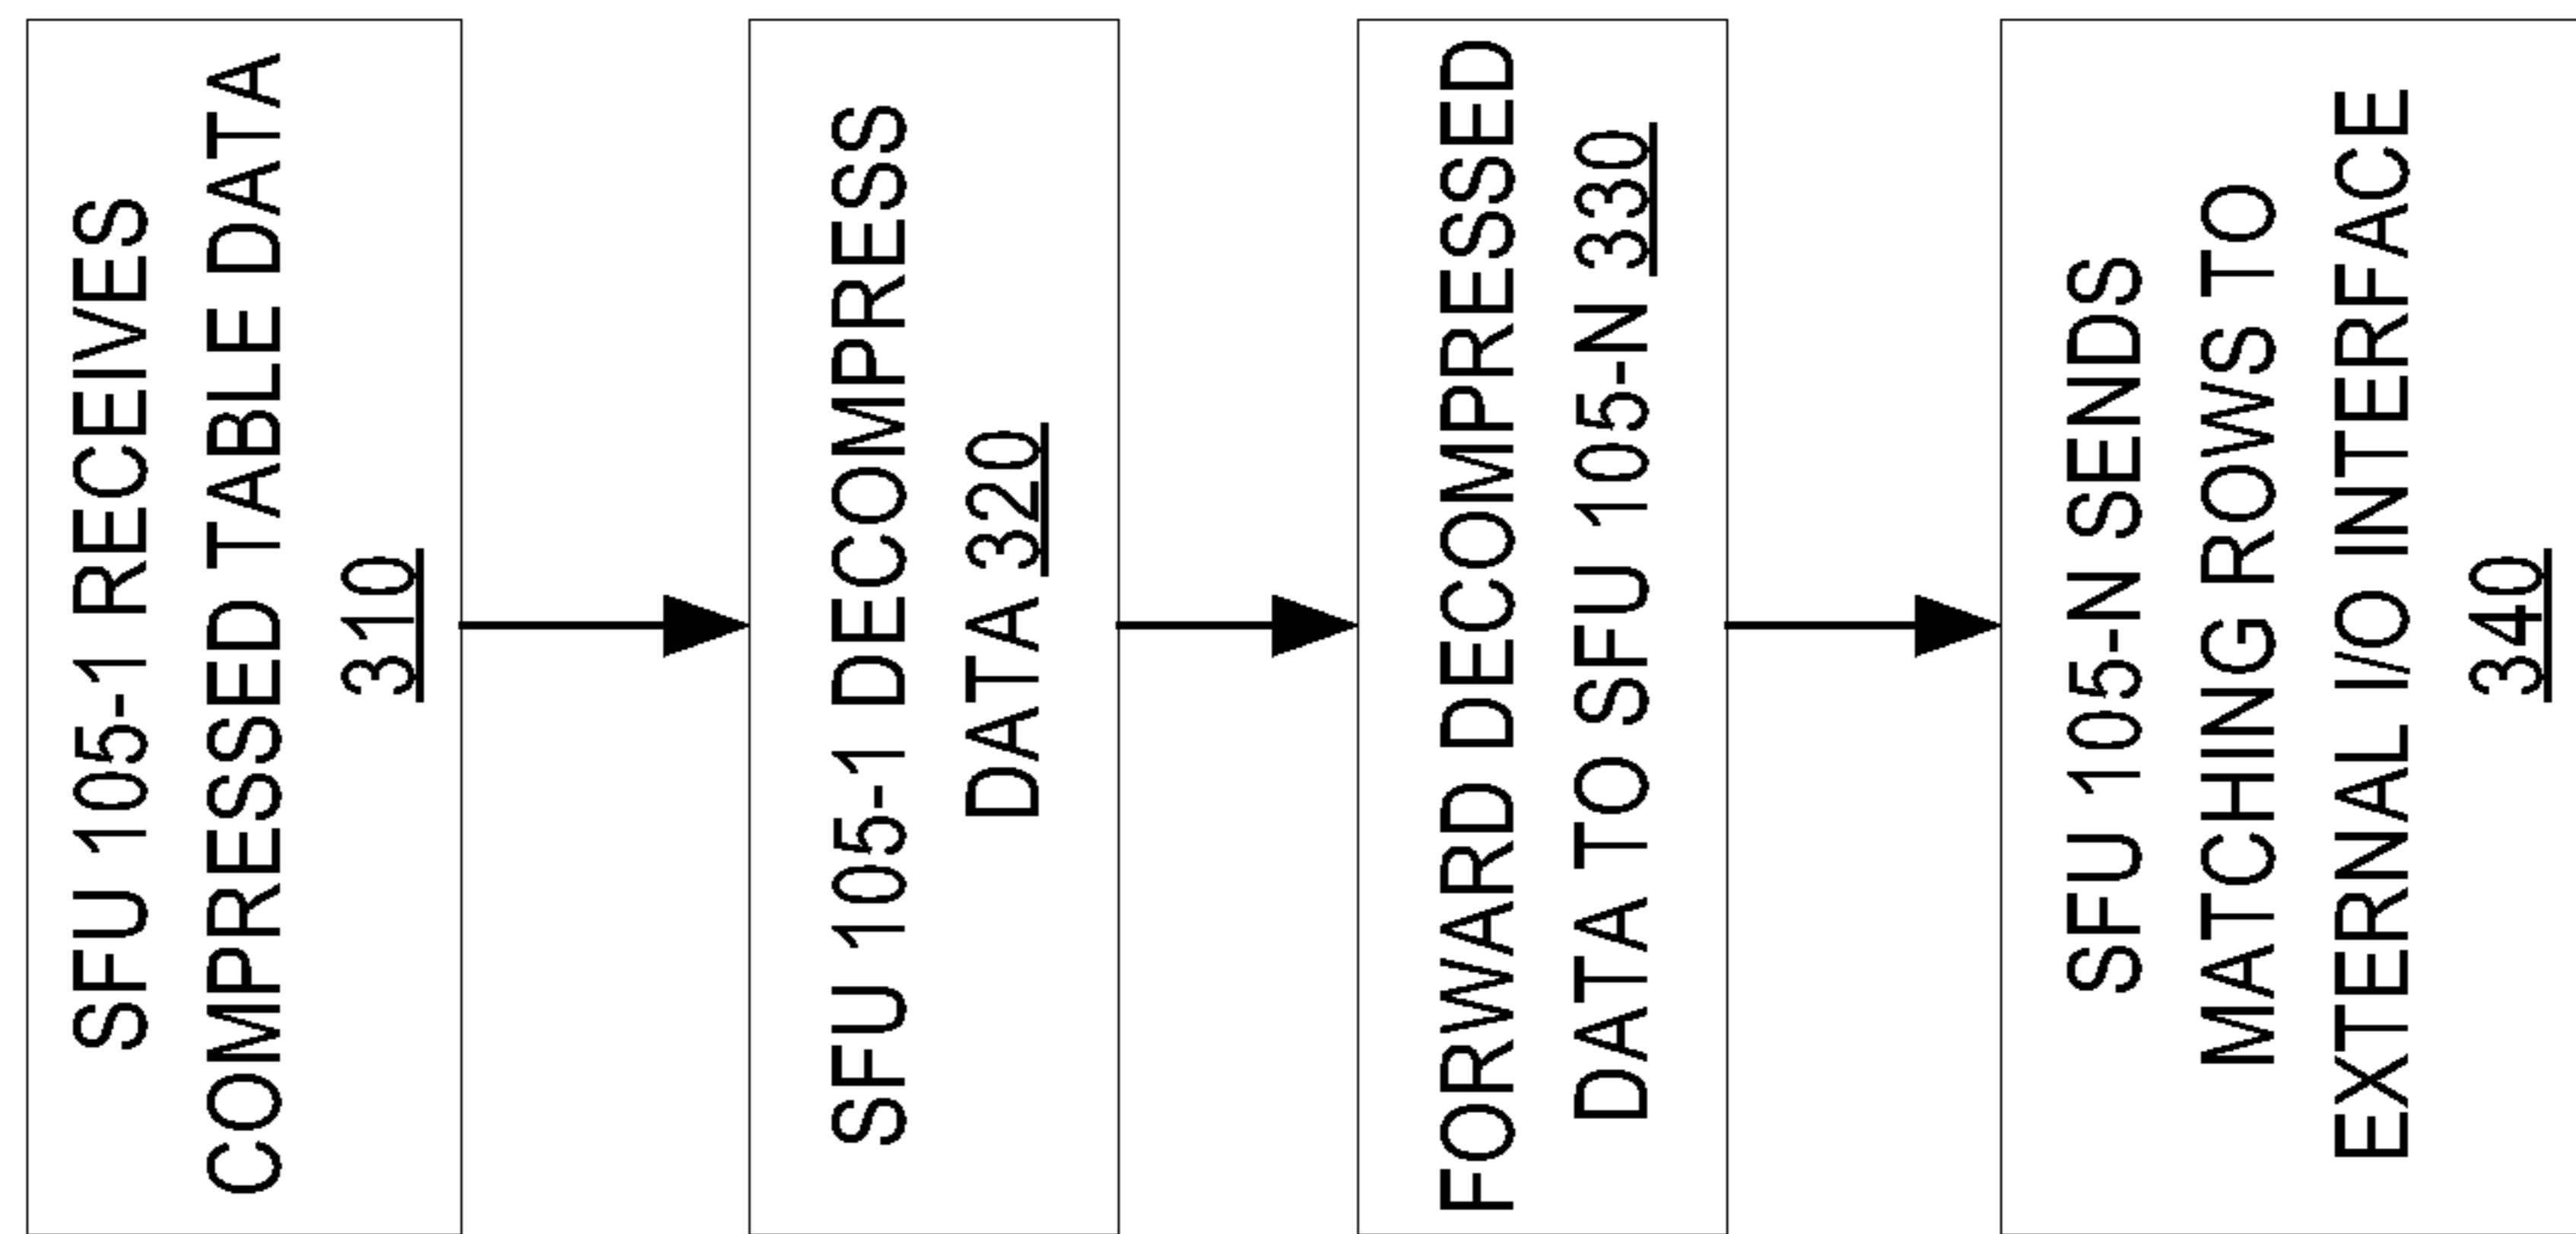 SFU 105-1 RECEIVES
COMPRESSED TABLE DATA
310
SFU 105-1 DECOMPRESS
DATA 320
FORWARD DECOMPRESSED
DATA TO SFU 105-N 330
SFU 105-N SENDS
MATCHING ROWS TO
EXTERNAL I/O INTERFACE
340